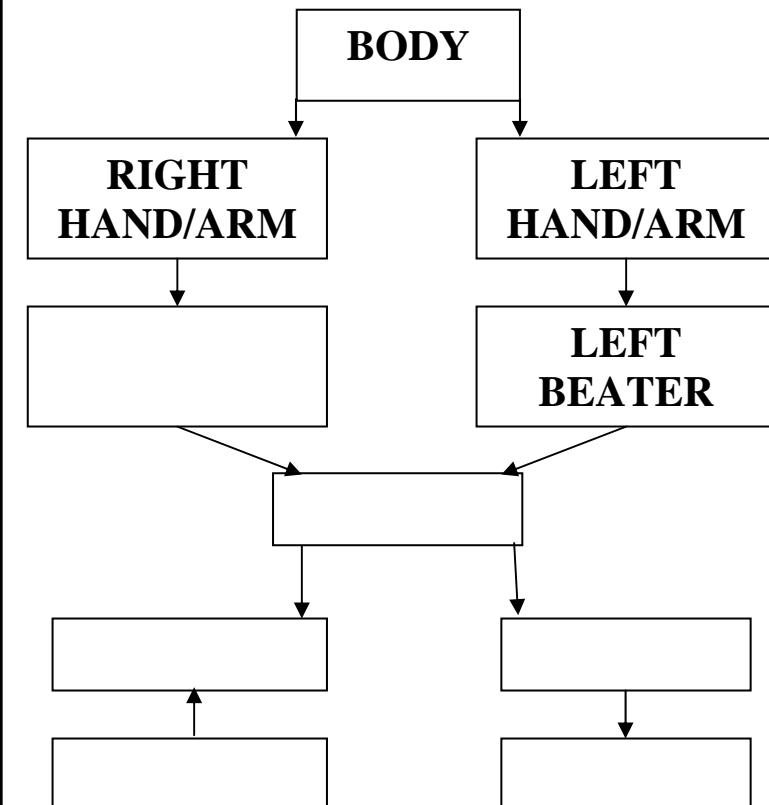 BODY
RIGHT
HAND/ARM
LEFT
HAND/ARM
LEFT
BEATER